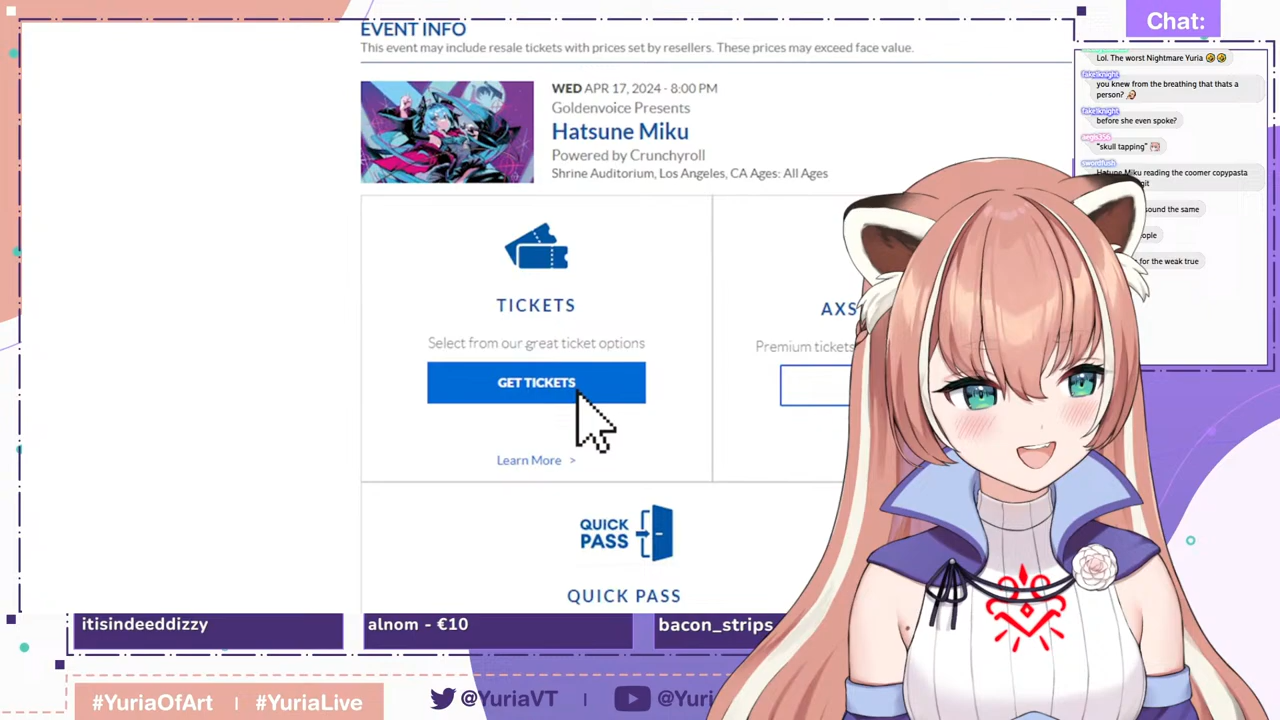 Chat:
EVENT INFO
This event may include resale tickets with prices set by resellers. These prices may exceed face value.
WED APR 17, 2024 - 8:00 PM
Goldenvoice Presents
Hatsune Miku
Powered by Crunchyroll
Shrine Auditorium, Los Angeles, CA Ages: All Ages
TICKETS
Select from our great ticket options
GET TICKETS
Learn More >
AXS
Premium tickets
QUICK
PASS
QUICK PASS
Lol. The worst Nightmare Yuria
fake1knight
you knew from the breathing that thats a
person?
fake1knight
before she even spoke?
"skull tapping"
Hatune Miku reading the coomer copypasta
sound the same
for the weak true
itisindeeddizzy
alnom - €10
bacon_strips
#YuriaOfArt | #YuriaLive
@YuriaVT | @Yuri